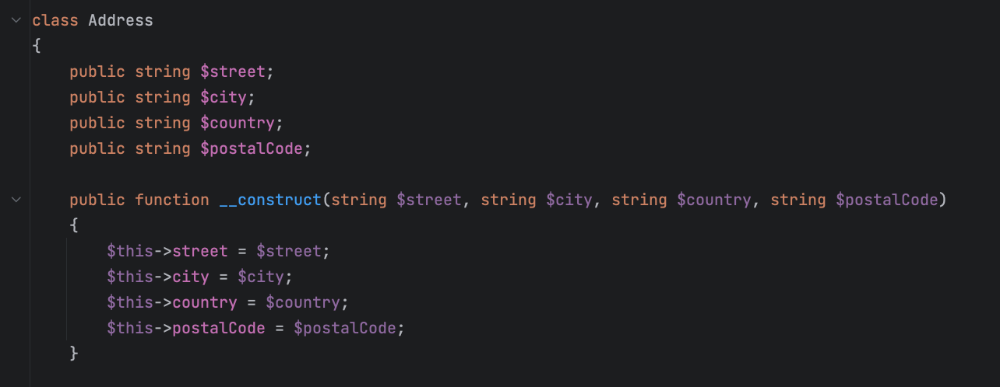 class Address
{
    public string $street;
    public string $city;
    public string $country;
    public string $postalCode;

    public function __construct(string $street, string $city, string $country, string $postalCode)
    {
        $this->street = $street;
        $this->city = $city;
        $this->country = $country;
        $this->postalCode = $postalCode;
    }